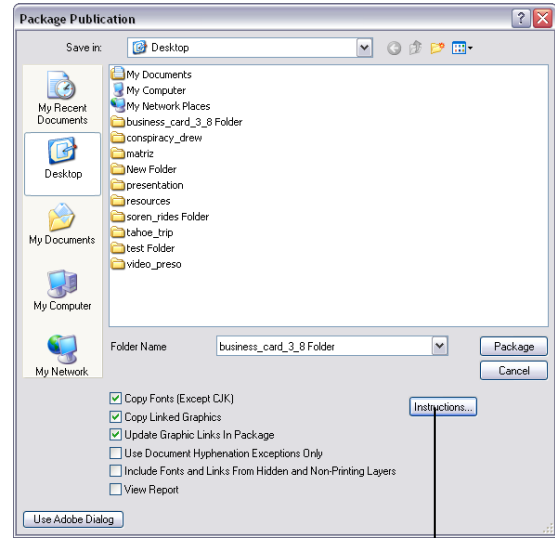 Package Publication
Save in:
Desktop
My Recent
Documents
Desktop
My Documents
My Computer
My Network
My Documents
My Computer
My Network Places
business_card_3_8 Folder
conspiracy_drew
matriz
New Folder
presentation
resources
soren_rides Folder
tahoe_trip
test Folder
video_preso
Folder Name
business_card_3_8 Folder
Package
Cancel
Copy Fonts (Except CJK)
Instructions...
Copy Linked Graphics
Update Graphic Links In Package
Use Document Hyphenation Exceptions Only
Include Fonts and Links From Hidden and Non-Printing Layers
View Report
Use Adobe Dialog